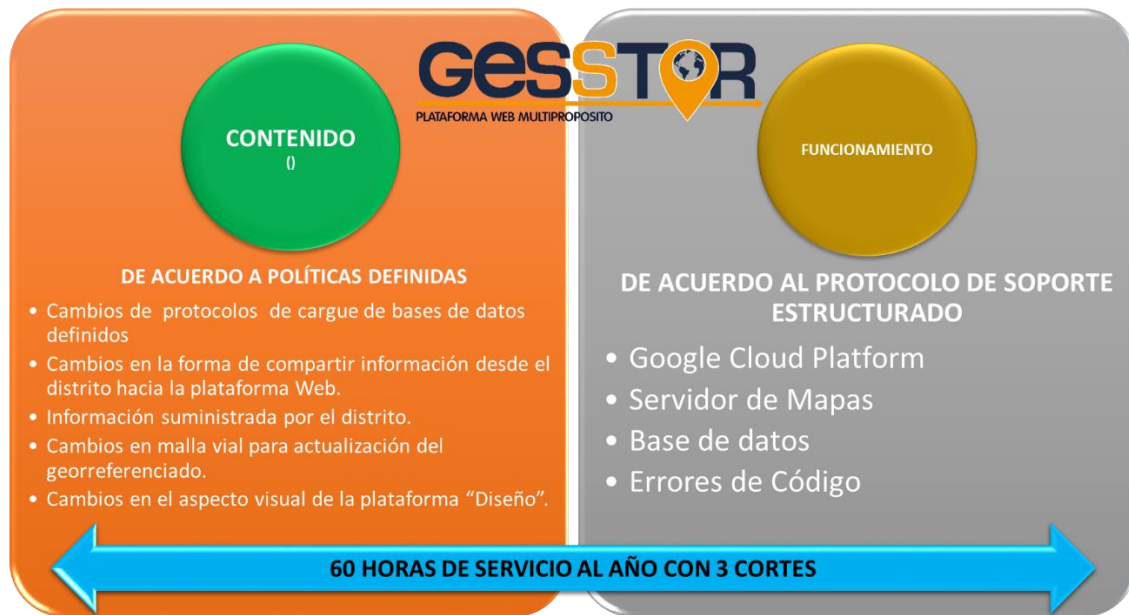 GESSTOR
PLATAFORMA WEB MULTIPROPOSITO
CONTENIDO
()
DE ACUERDO A POLÍTICAS DEFINIDAS
• Cambios de protocolos de cargue de bases de datos
definidos
• Cambios en la forma de compartir información desde el
distrito hacia la plataforma Web.
• Información suministrada por el distrito.
• Cambios en malla vial para actualización del
georreferenciado.
• Cambios en el aspecto visual de la plataforma “Diseño”.
FUNCIONAMIENTO
DE ACUERDO AL PROTOCOLO DE SOPORTE
ESTRUCTURADO
• Google Cloud Platform
• Servidor de Mapas
• Base de datos
• Errores de Código
60 HORAS DE SERVICIO AL AÑO CON 3 CORTES